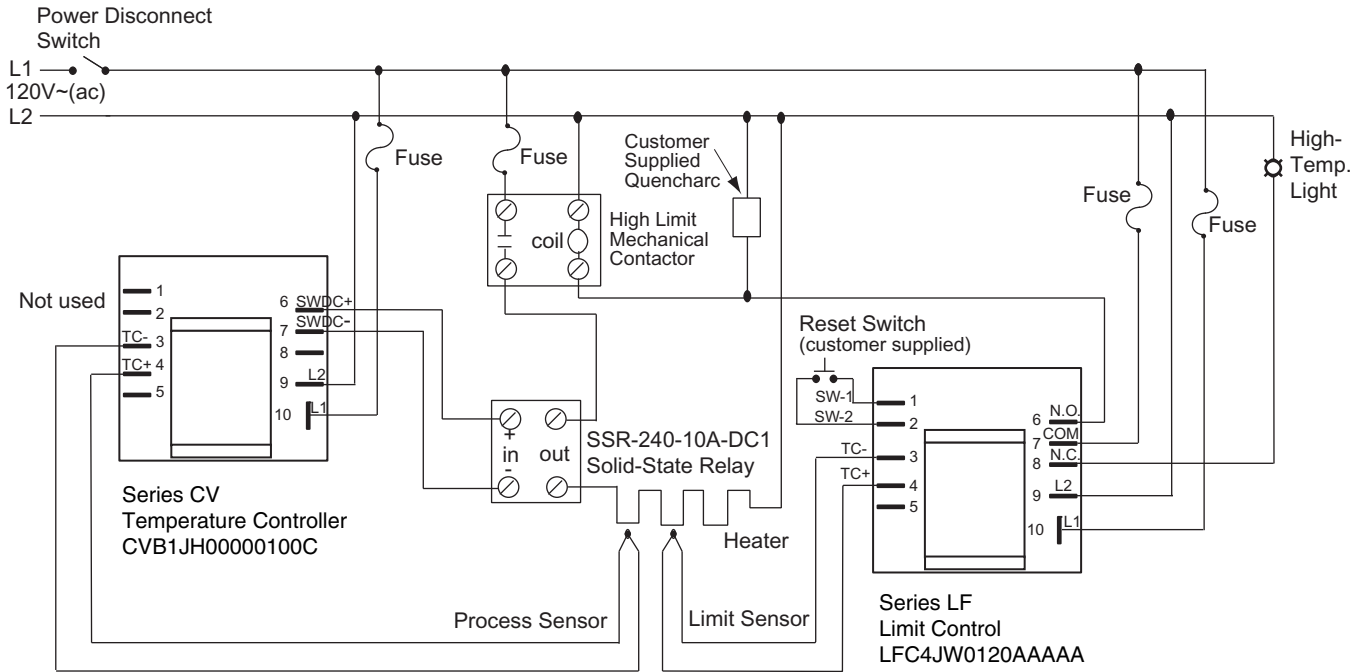 Power Disconnect
Switch
L1
120V~(ac)
L2
Fuse
Fuse
Customer
Supplied
Quencharc
High-
Temp.
Light
Fuse
Fuse
coil
High Limit
Mechanical
Contactor
Not used
1
2
TC- 3
TC+ 4
5
6 SWDC+
7 SWDC-
8
9 L2
10 L1
Reset Switch
(customer supplied)
SW-1 1
SW-2 2
TC- 3
TC+ 4
5
6 N.O.
7 COM
8 N.C.
9 L2
10 L1
+
in out
-
SSR-240-10A-DC1
Solid-State Relay
Heater
Series CV
Temperature Controller
CVB1JH00000100C
Process Sensor
Limit Sensor
Series LF
Limit Control
LFC4JW0120AAAAA